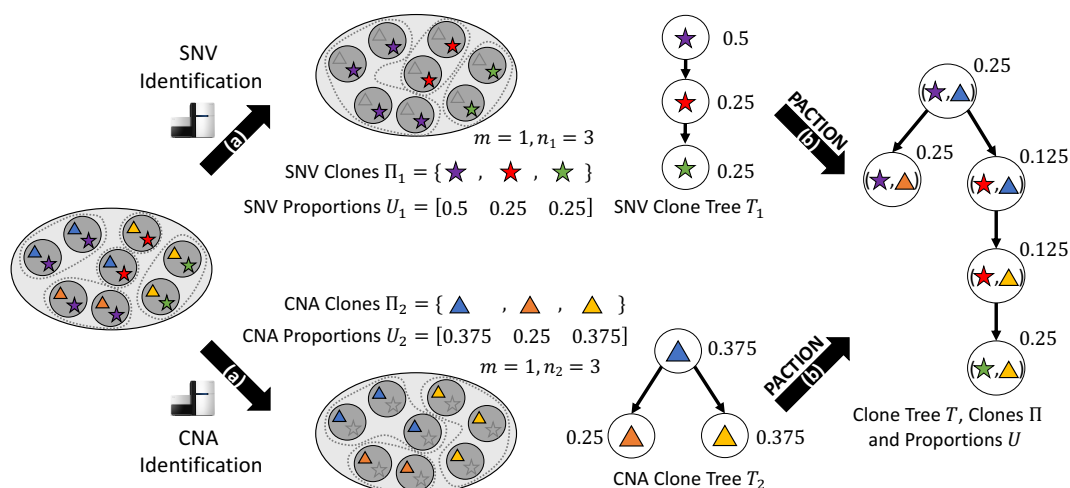 SNV
Identification
(a)
m = 1, n₁ = 3
SNV Clones Π₁ = { , , }
SNV Proportions U₁ = [0.5 0.25 0.25]
0.5
0.25
0.25
SNV Clone Tree T₁
PACTION
(b)
0.25
( , )
0.25
( , )
0.125
( , )
0.125
( , )
0.25
( , )
Clone Tree T, Clones Π
and Proportions U
CNA Clones Π₂ = { , , }
CNA Proportions U₂ = [0.375 0.25 0.375]
m = 1, n₂ = 3
(a)
CNA
Identification
0.375
0.25
0.375
CNA Clone Tree T₂
PACTION
(b)